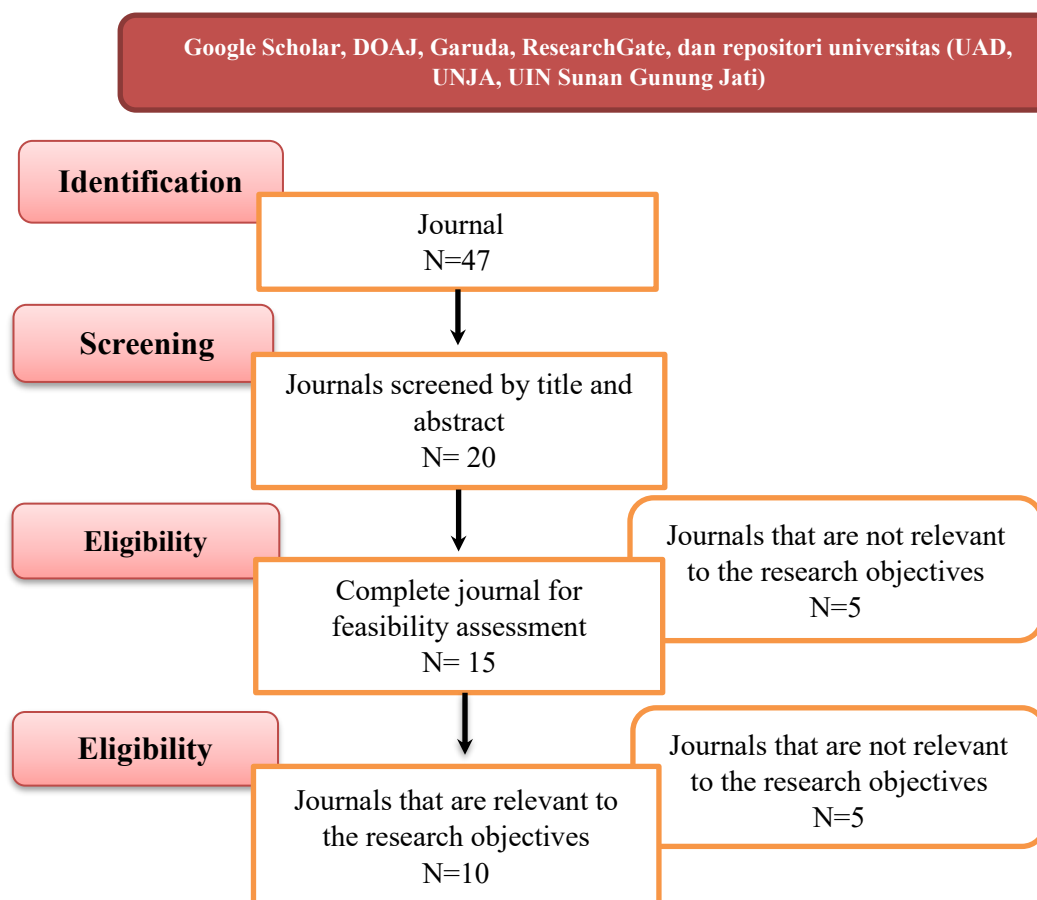 Google Scholar, DOAJ, Garuda, ResearchGate, dan repositori universitas (UAD,
UNJA, UIN Sunan Gunung Jati)
Identification
Journal
N=47
Screening
Journals screened by title and
abstract
N= 20
Eligibility
Journals that are not relevant
to the research objectives
N=5
Complete journal for
feasibility assessment
N= 15
Eligibility
Journals that are not relevant
to the research objectives
N=5
Journals that are relevant to
the research objectives
N=10